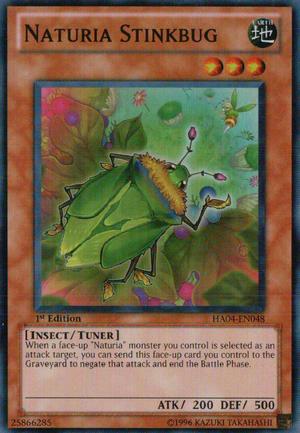 NATURIA STINKBUG
EARTH
地
1st Edition
HA04-EN048
[INSECT/TUNER]
When a face-up "Naturia" monster you control is selected as an
attack target, you can send this face-up card you control to the
Graveyard to negate that attack and end the Battle Phase.
ATK/ 200 DEF/ 500
25866285
©1996 KAZUKI TAKAHASHI